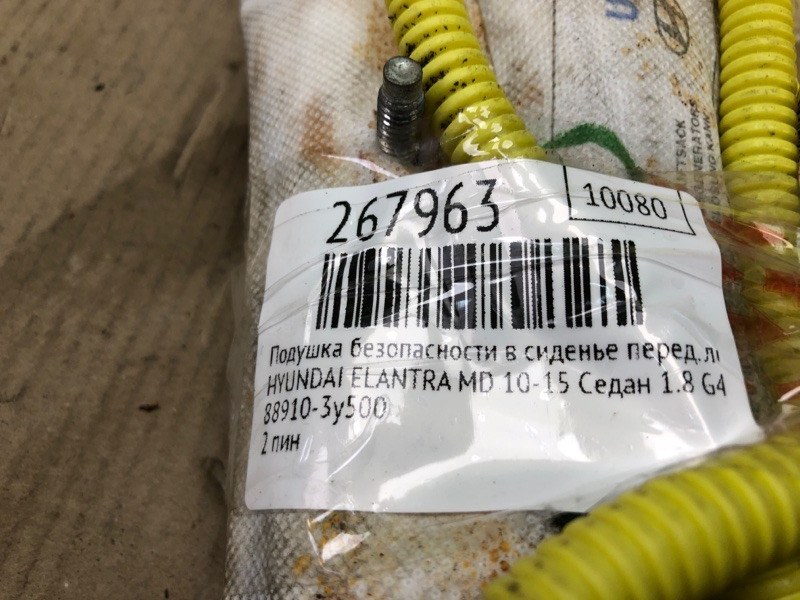 267963
10080
Подушка безопасности в сиденье перед.
HYUNDAI ELANTRA MD 10-15 Седан 1.8 G4
88910-3y500
2 пин